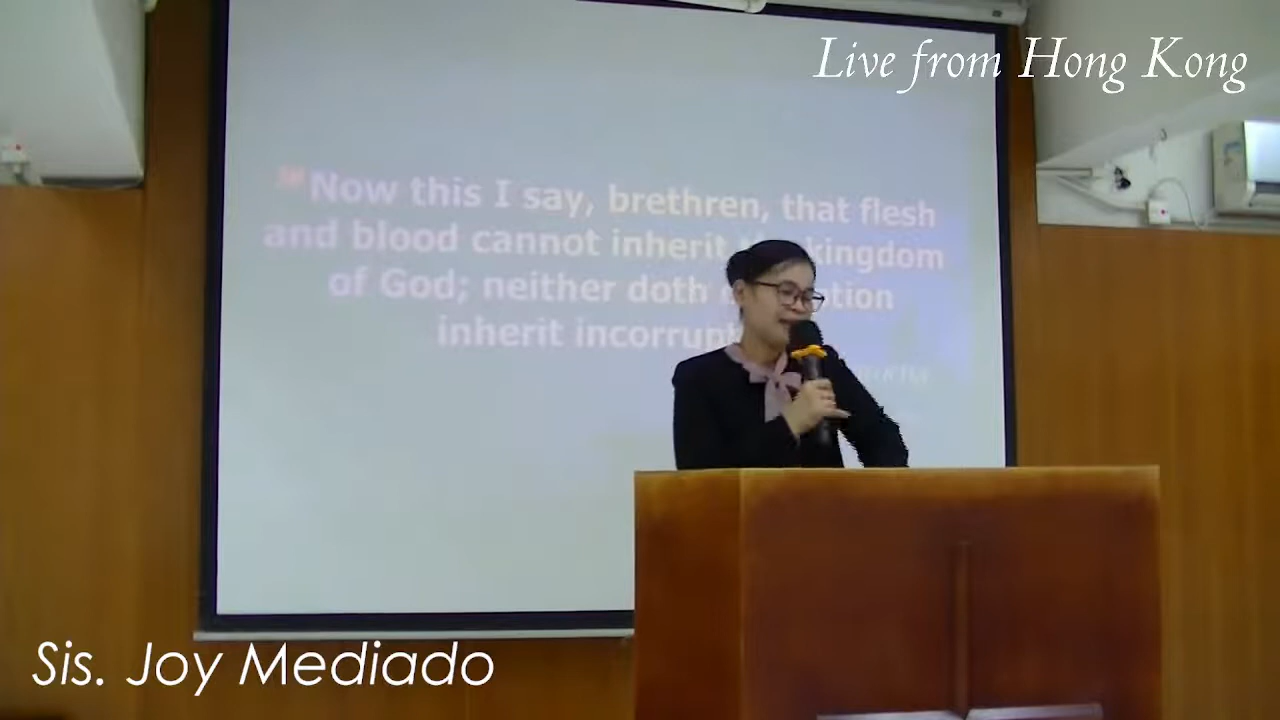 Live from Hong Kong
"Now this I say, brethren, that flesh
and blood cannot inherit kingdom
of God; neither doth
inherit
Sis. Joy Mediado